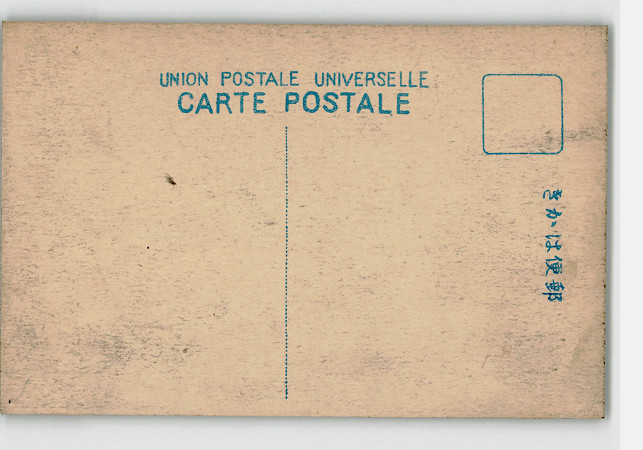 UNION POSTALE UNIVERSELLE
CARTE POSTALE
きかは便郵